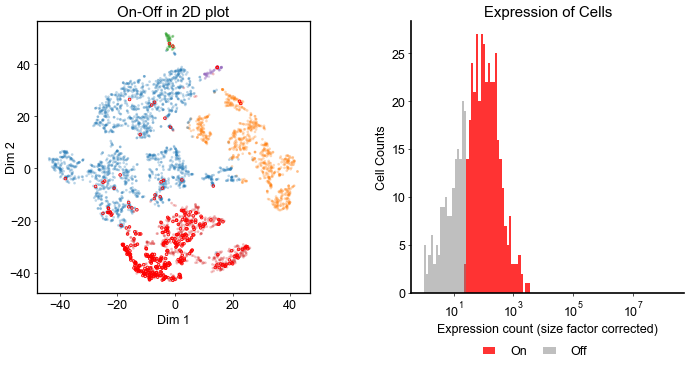 On-Off in 2D plot
Dim 2
40
20
0
−20
−40
−40 −20 0 20 40
Dim 1
Expression of Cells
Cell Counts
25
20
15
10
5
0
10^1 10^3 10^5 10^7
Expression count (size factor corrected)
On Off